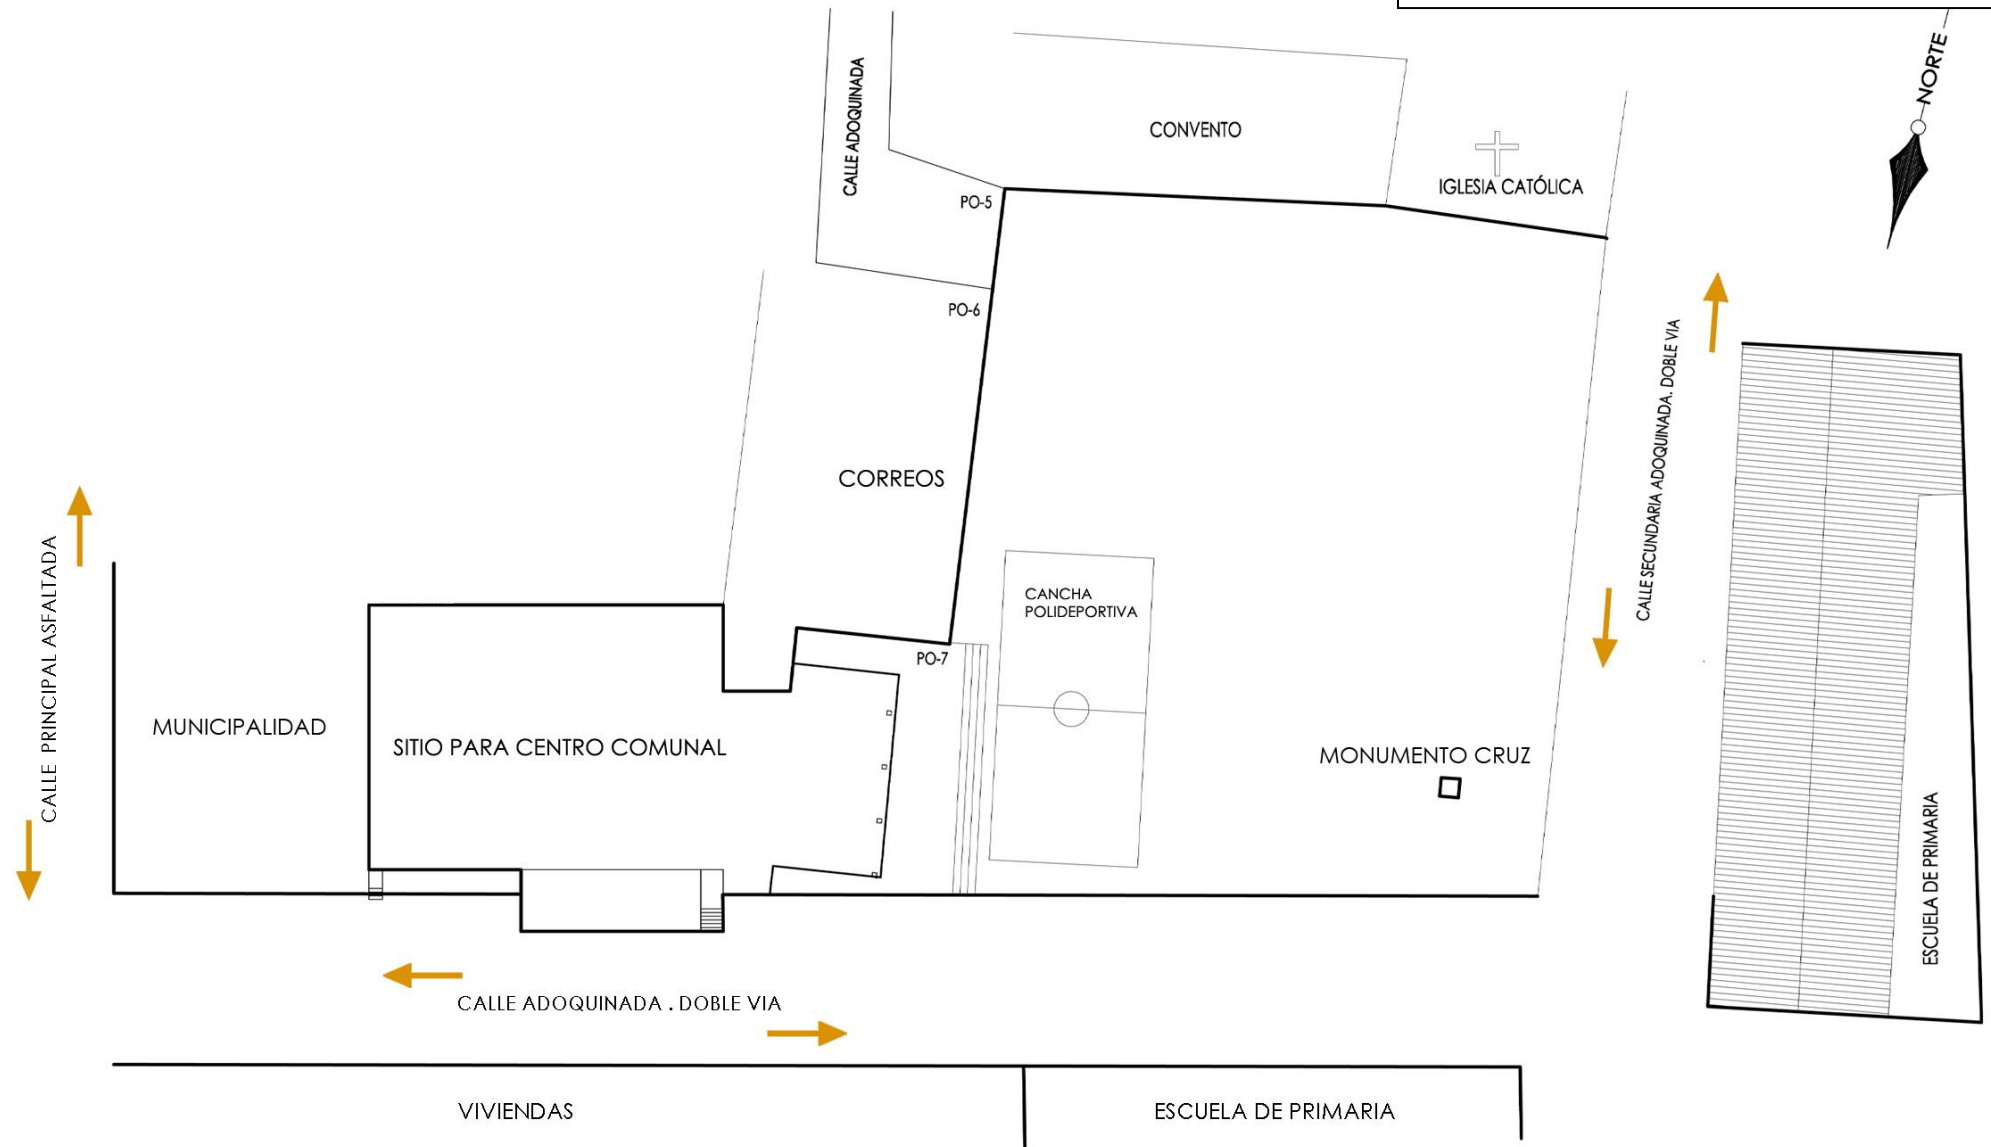 NORTE
CALLE ADOQUINADA
CONVENTO
IGLESIA CATÓLICA
PO-5
PO-6
CALLE SECUNDARIA ADOQUINADA. DOBLE VIA
CORREOS
CANCHA
POLIDEPORTIVA
PO-7
CALLE PRINCIPAL ASFALTADA
MUNICIPALIDAD
SITIO PARA CENTRO COMUNAL
MONUMENTO CRUZ
ESCUELA DE PRIMARIA
CALLE ADOQUINADA . DOBLE VIA
VIVIENDAS
ESCUELA DE PRIMARIA